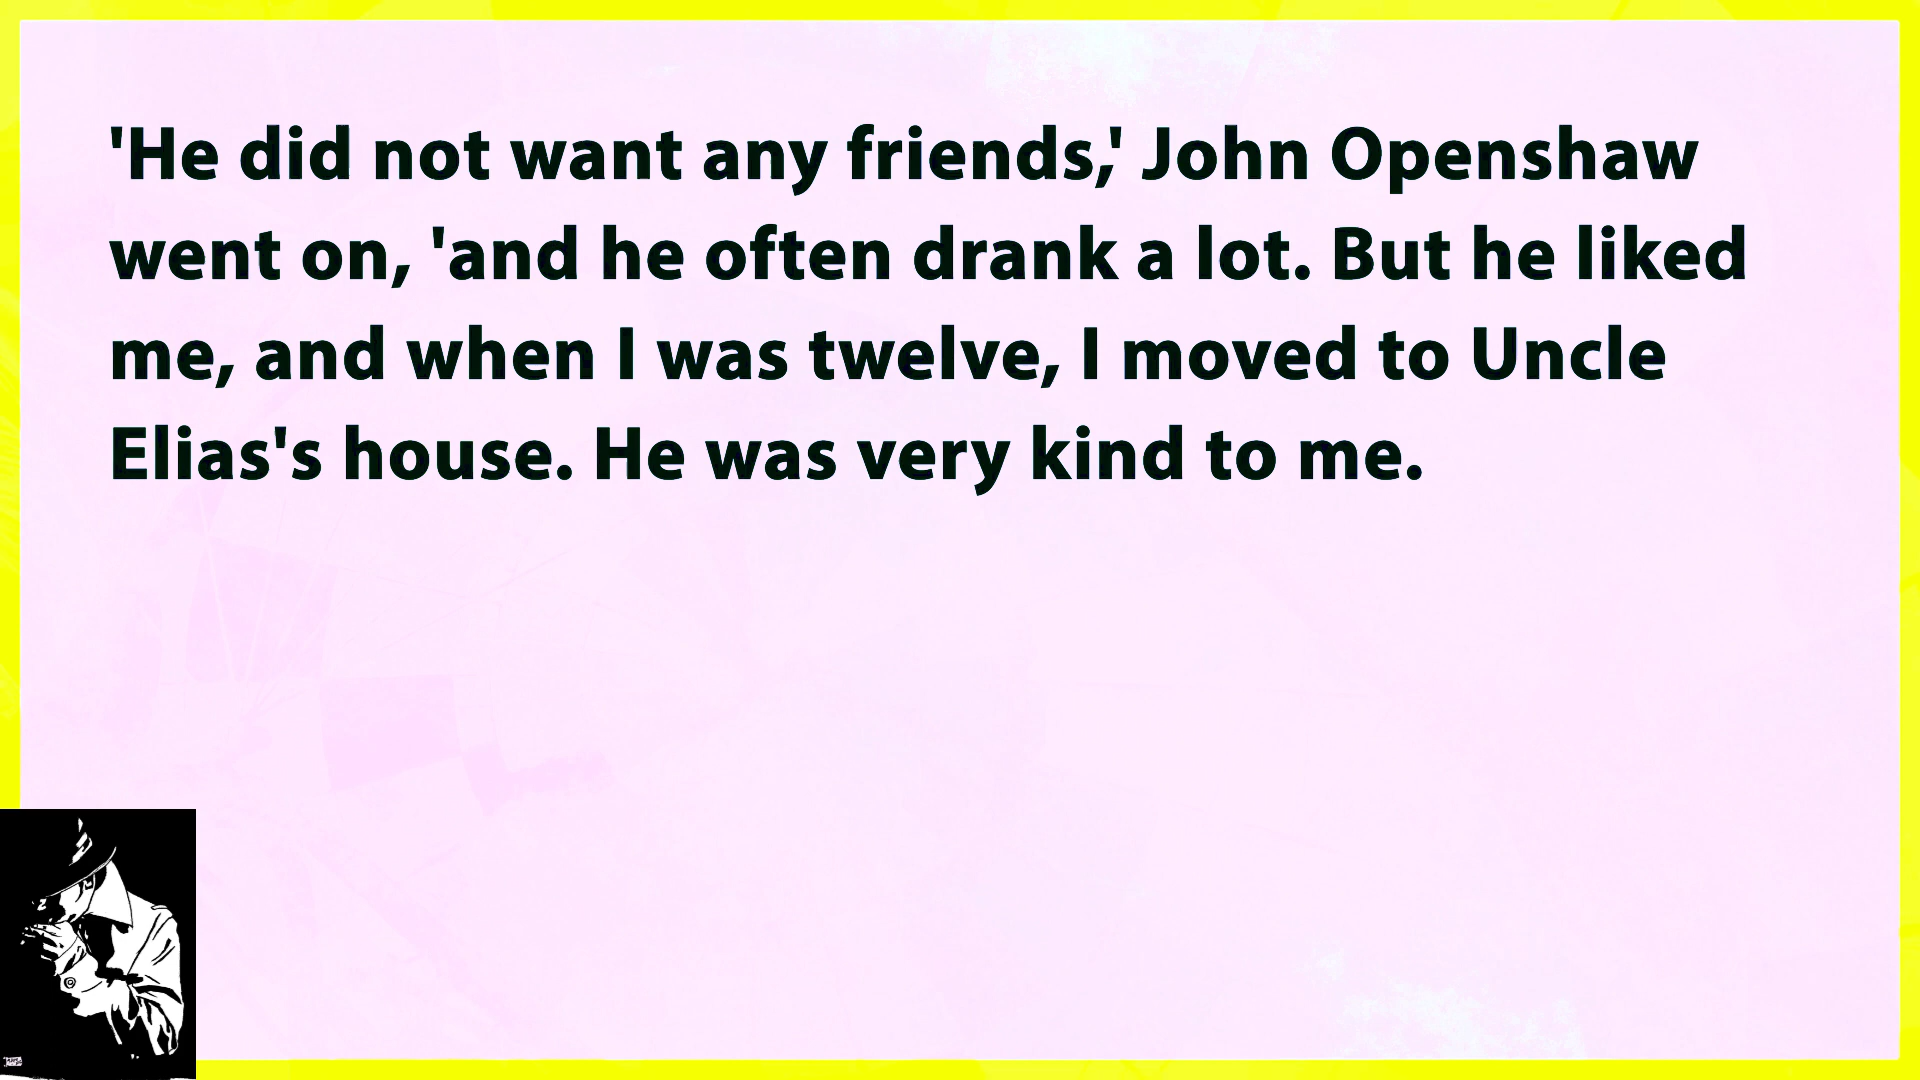 'He did not want any friends,' John Openshaw
went on, 'and he often drank a lot. But he liked
me, and when I was twelve, I moved to Uncle
Elias's house. He was very kind to me.